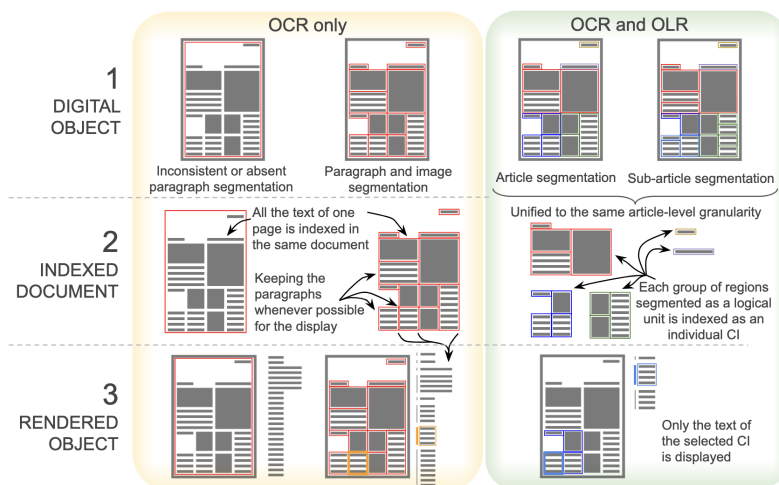 OCR only
OCR and OLR
1
DIGITAL
OBJECT
Inconsistent or absent
paragraph segmentation
Paragraph and image
segmentation
Article segmentation
Sub-article segmentation
Unified to the same article-level granularity
2
INDEXED
DOCUMENT
All the text of one
page is indexed in
the same document
Keeping the
paragraphs
whenever possible
for the display
Each group of regions
segmented as a logical
unit is indexed as an
individual CI
3
RENDERED
OBJECT
Only the text of
the selected CI
is displayed